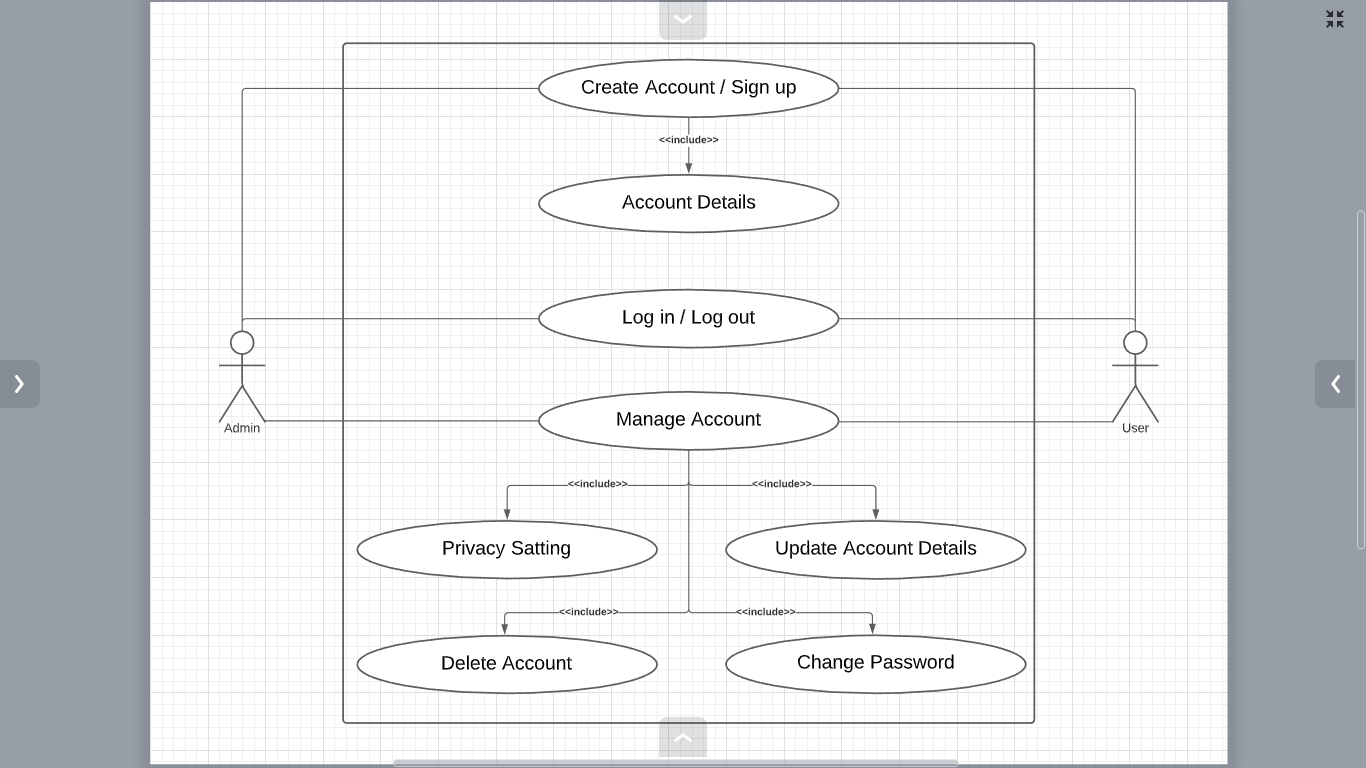 Create Account / Sign up
<<include>>
Account Details
Log in / Log out
Manage Account
Admin
User
<<include>>
<<include>>
Privacy Satting
Update Account Details
<<include>>
<<include>>
Delete Account
Change Password